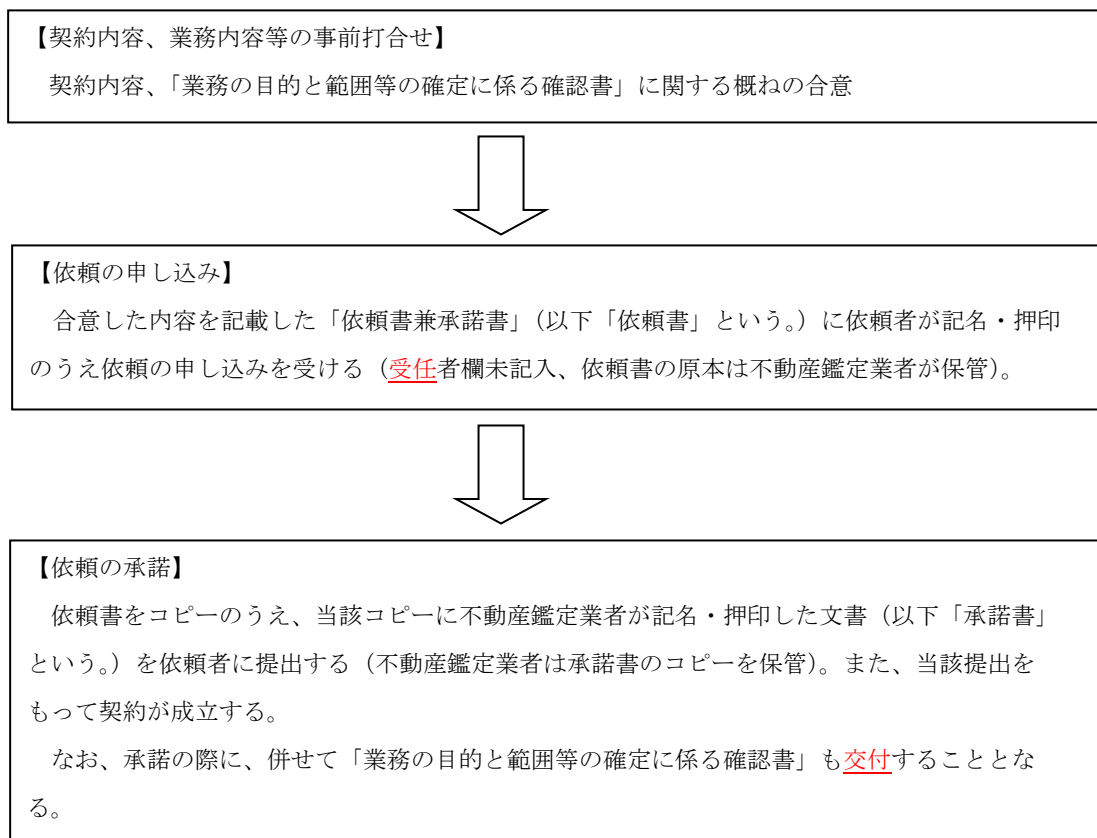 【契約内容、業務内容等の事前打合せ】
契約内容、「業務の目的と範囲等の確定に係る確認書」に関する概ねの合意
【依頼の申し込み】
合意した内容を記載した「依頼書兼承諾書」（以下「依頼書」という。）に依頼者が記名・押印
のうえ依頼の申し込みを受ける（受任者欄未記入、依頼書の原本は不動産鑑定業者が保管）。
【依頼の承諾】
依頼書をコピーのうえ、当該コピーに不動産鑑定業者が記名・押印した文書（以下「承諾書」
という。）を依頼者に提出する（不動産鑑定業者は承諾書のコピーを保管）。また、当該提出を
もって契約が成立する。
なお、承諾の際に、併せて「業務の目的と範囲等の確定に係る確認書」も交付することとな
る。